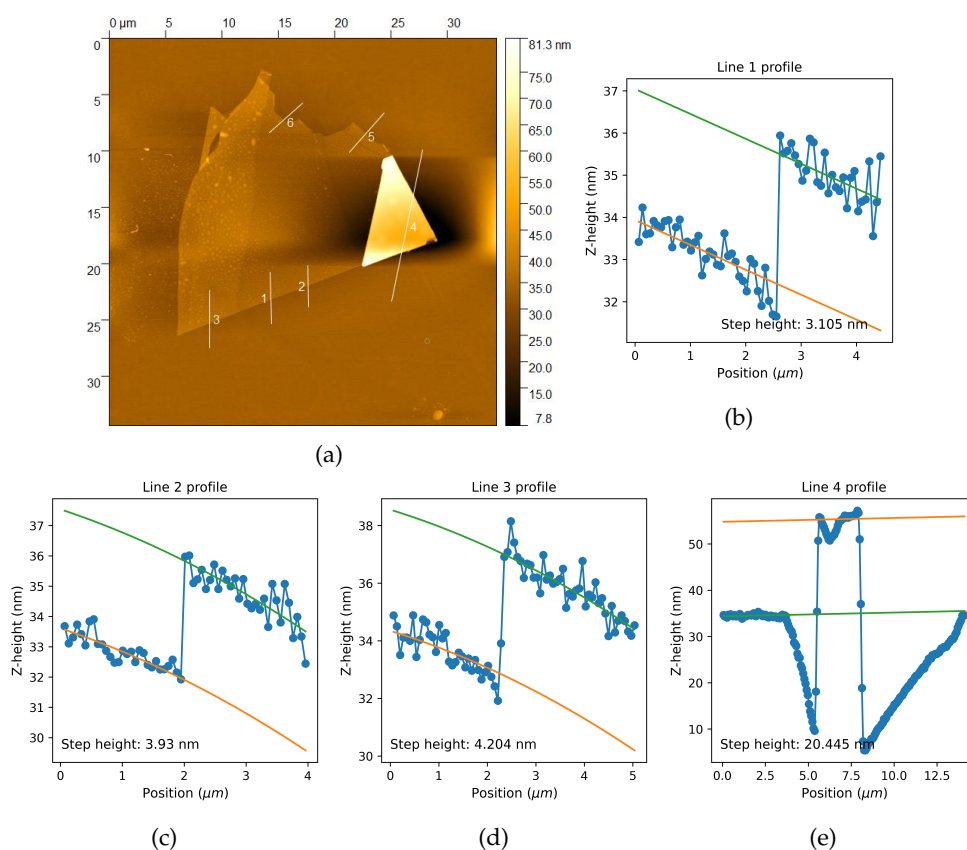 0 µm 5 10 15 20 25 30
0
5
10
15
20
25
30
1
2
3
4
5
6
81.3 nm
75.0
70.0
65.0
60.0
55.0
50.0
45.0
40.0
35.0
30.0
25.0
20.0
15.0
7.8
(a)
Line 1 profile
Z-height (nm)
37
36
35
34
33
32
Step height: 3.105 nm
0 1 2 3 4
Position (µm)
(b)
Line 2 profile
Z-height (nm)
37
36
35
34
33
32
31
30
Step height: 3.93 nm
0 1 2 3 4
Position (µm)
(c)
Line 3 profile
Z-height (nm)
38
36
34
32
30
Step height: 4.204 nm
0 1 2 3 4 5
Position (µm)
(d)
Line 4 profile
Z-height (nm)
50
40
30
20
10
Step height: 20.445 nm
0.0 2.5 5.0 7.5 10.0 12.5
Position (µm)
(e)